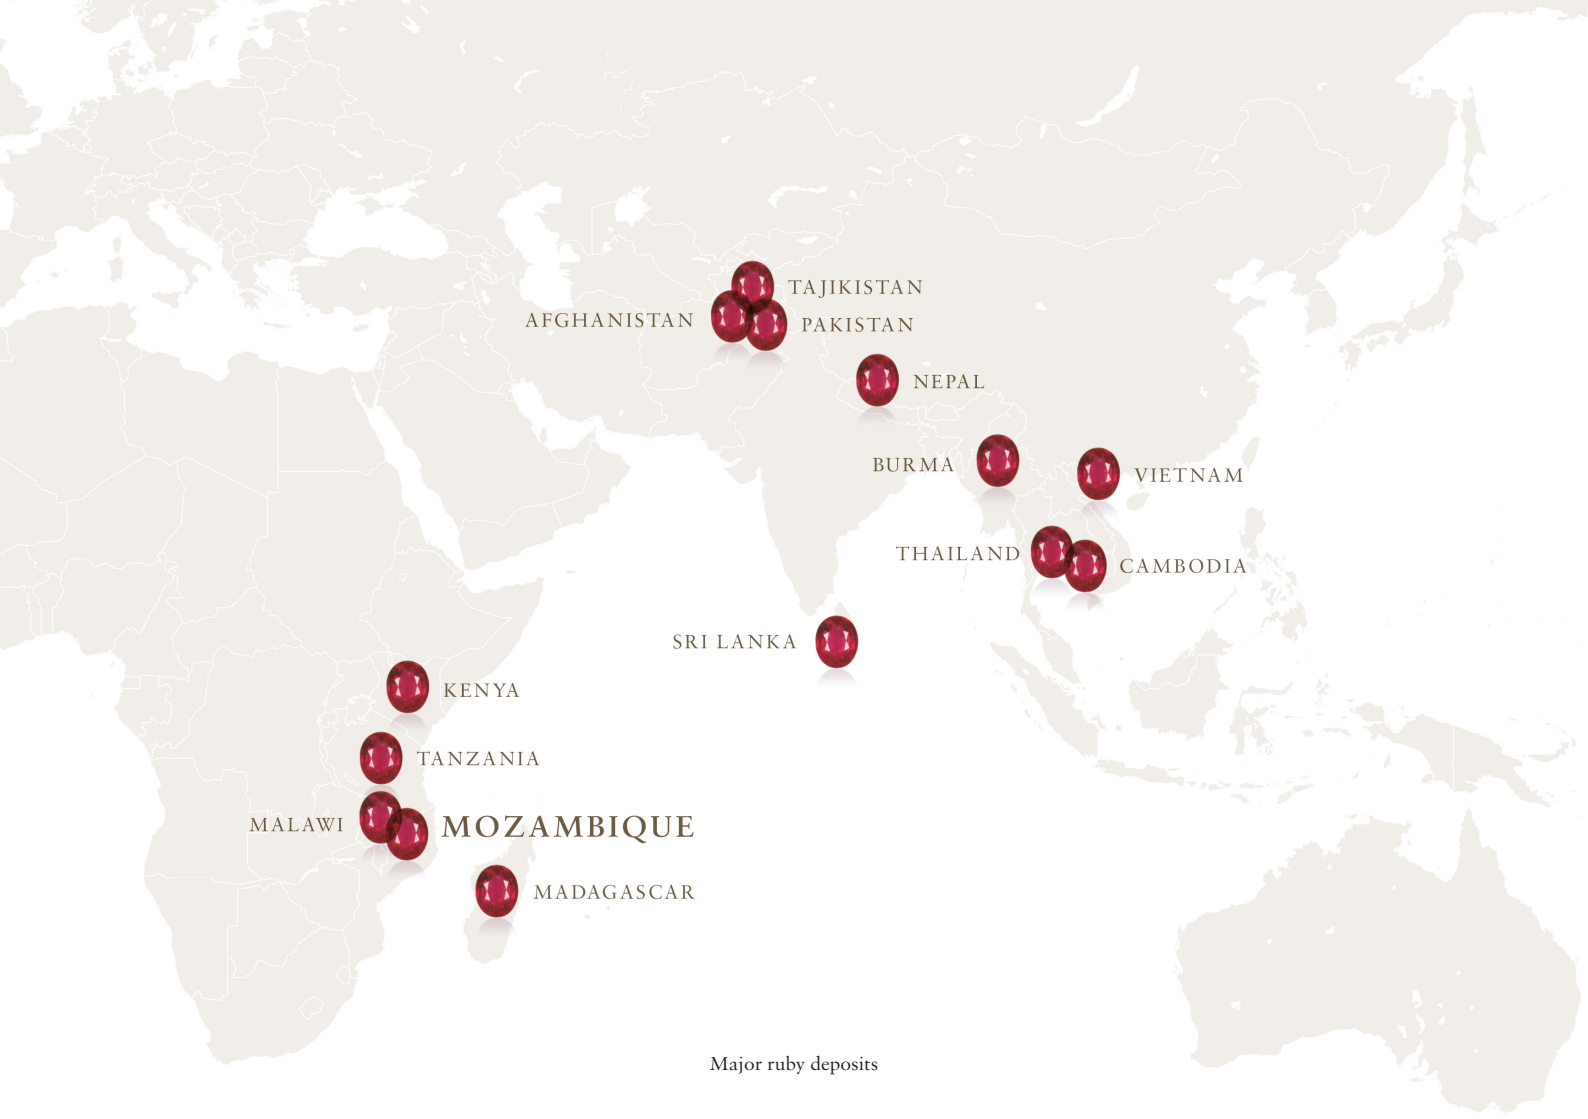 TAJIKISTAN
AFGHANISTAN
PAKISTAN
NEPAL
BURMA
VIETNAM
THAILAND
CAMBODIA
SRI LANKA
KENYA
TANZANIA
MALAWI
MOZAMBIQUE
MADAGASCAR
Major ruby deposits